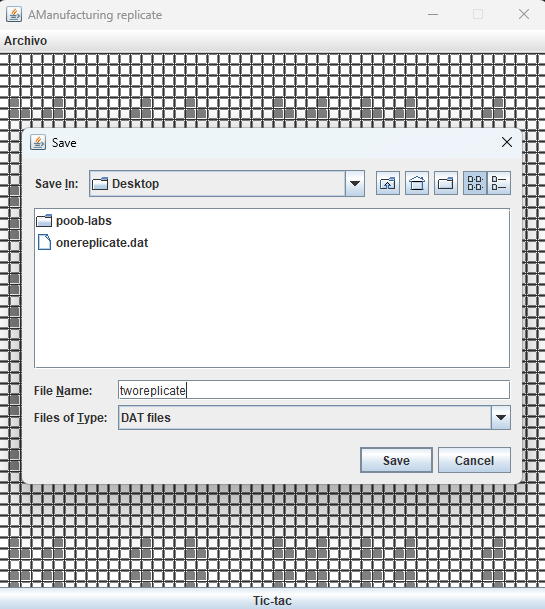 AManufacturing replicate
Archivo
Save
Save In: Desktop
poob-labs
onereplicate.dat
File Name: tworeplicate
Files of Type: DAT files
Save Cancel
Tic-tac